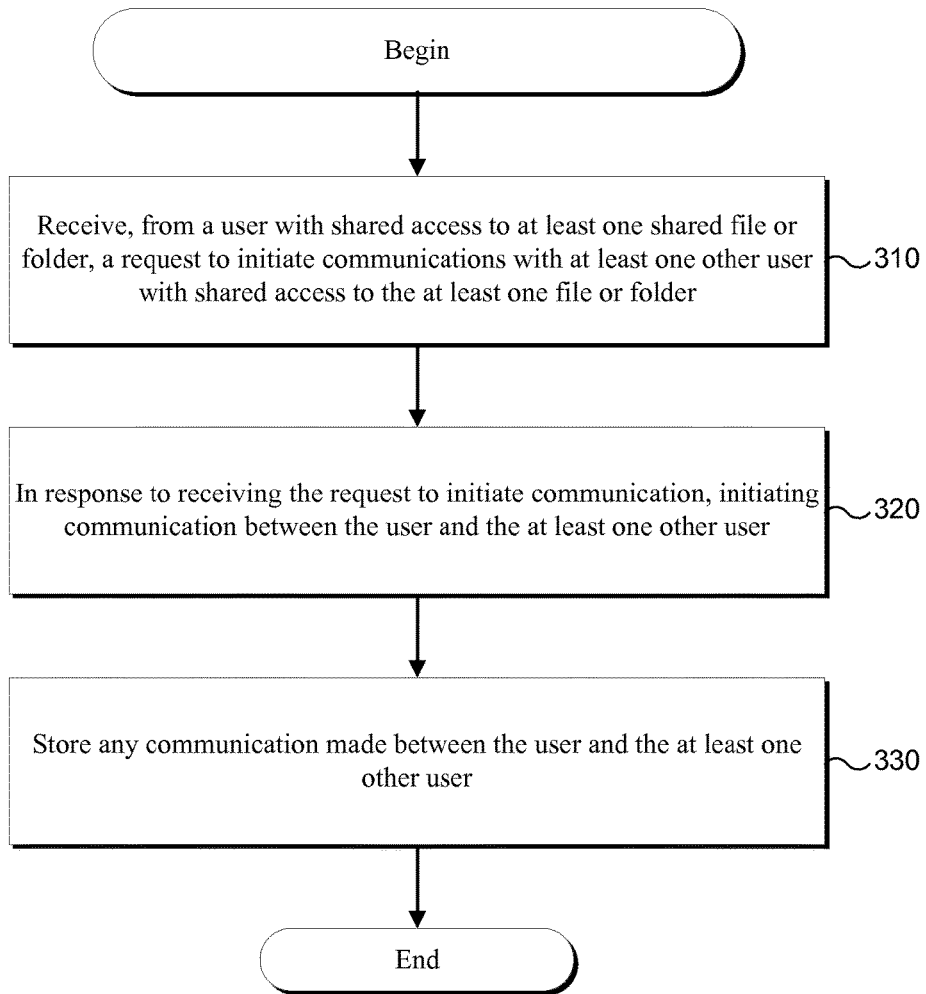 Begin
Receive, from a user with shared access to at least one shared file or
folder, a request to initiate communications with at least one other user
with shared access to the at least one file or folder
310
In response to receiving the request to initiate communication, initiating
communication between the user and the at least one other user
320
Store any communication made between the user and the at least one
other user
330
End